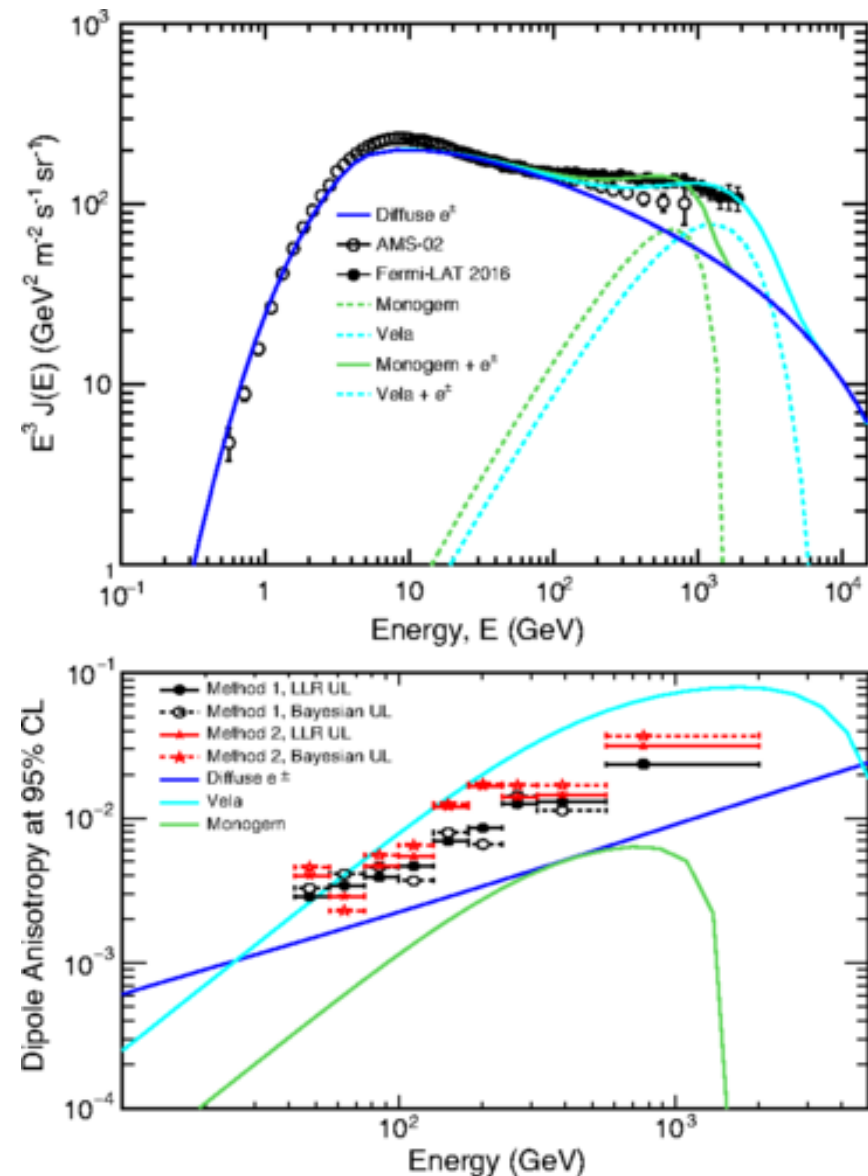 10³
10²
10
1
E³ J(E) (GeV² m⁻² s⁻¹ sr⁻¹)
Diffuse e±
AMS-02
Fermi-LAT 2016
Monogem
Vela
Monogem + e±
Vela + e±
10⁻¹ 1 10 10² 10³ 10⁴
Energy, E (GeV)
10⁻¹
10⁻²
10⁻³
10⁻⁴
Dipole Anisotropy at 95% CL
Method 1, LLR UL
Method 1, Bayesian UL
Method 2, LLR UL
Method 2, Bayesian UL
Diffuse e ±
Vela
Monogem
10² 10³
Energy (GeV)